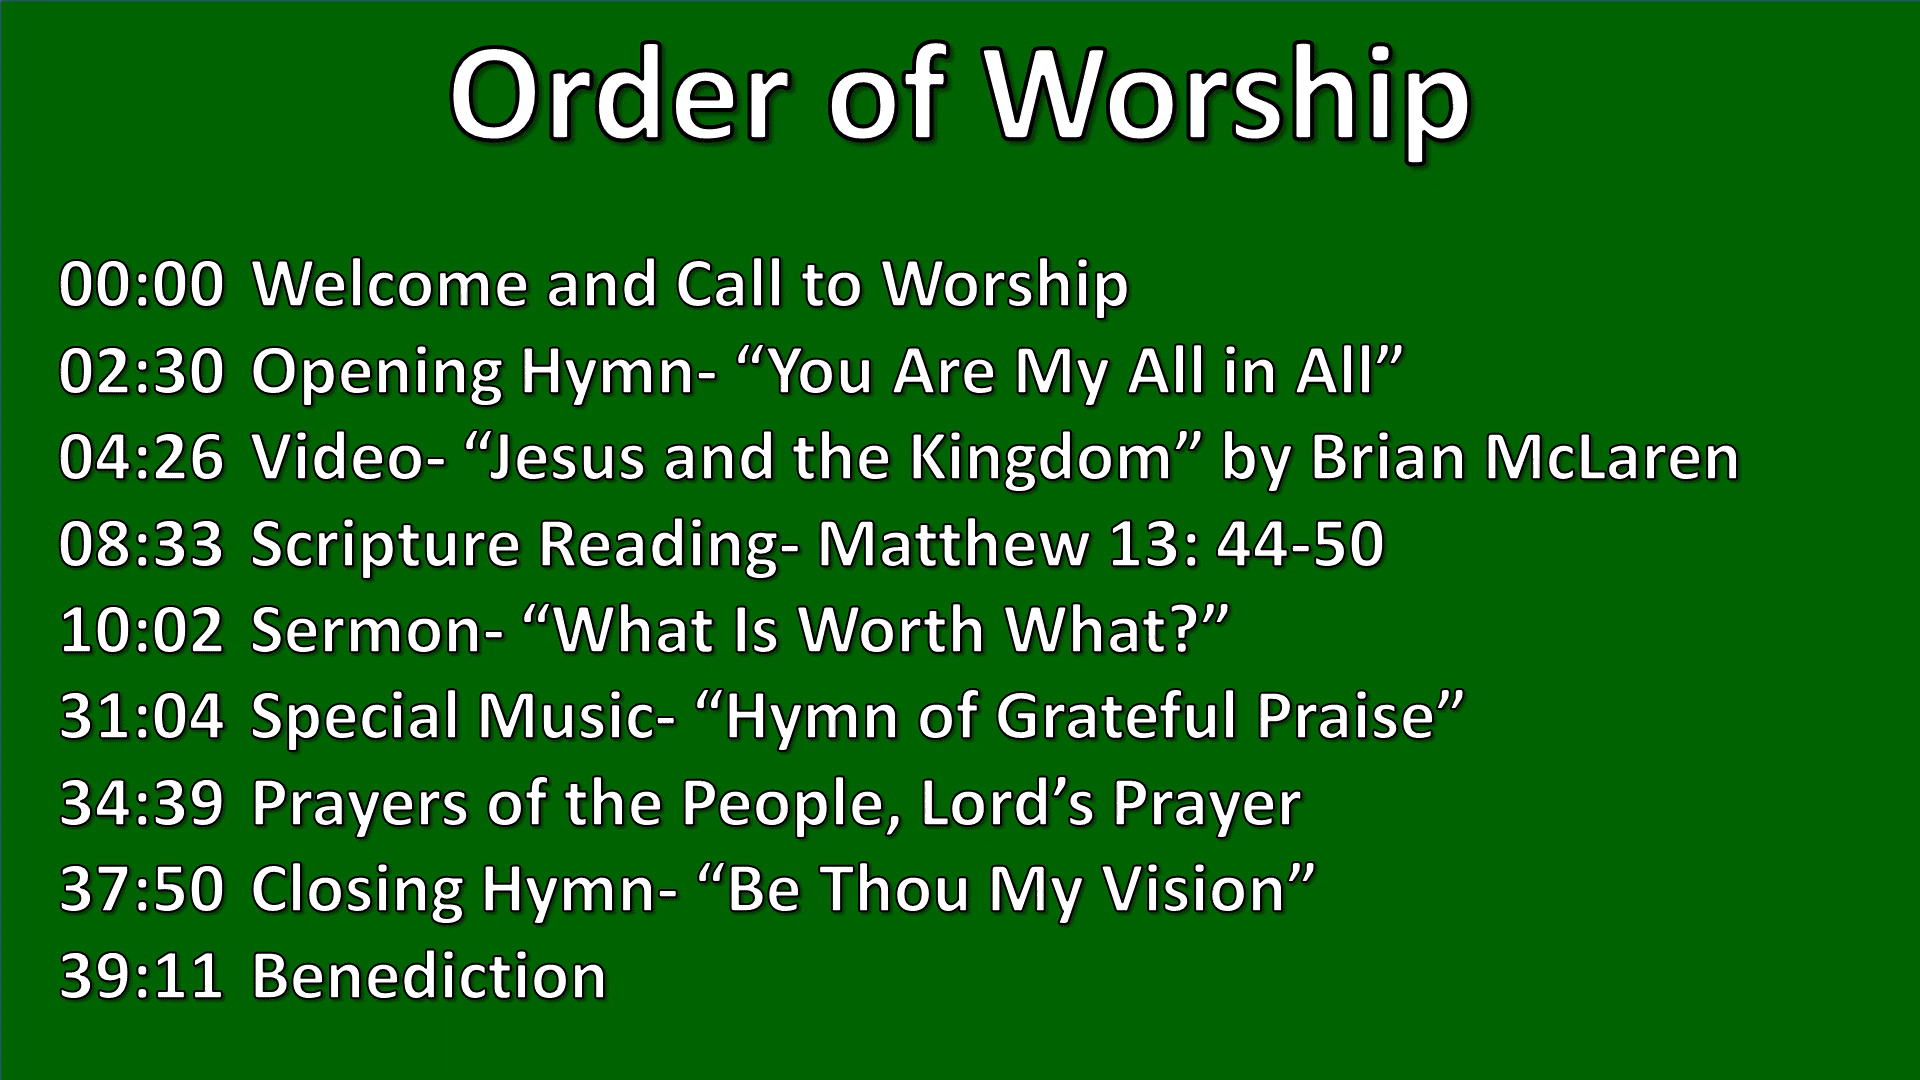 Order of Worship
00:00 Welcome and Call to Worship
02:30 Opening Hymn- “You Are My All in All”
04:26 Video- “Jesus and the Kingdom” by Brian McLaren
08:33 Scripture Reading- Matthew 13: 44-50
10:02 Sermon- “What Is Worth What?”
31:04 Special Music- “Hymn of Grateful Praise”
34:39 Prayers of the People, Lord’s Prayer
37:50 Closing Hymn- “Be Thou My Vision”
39:11 Benediction